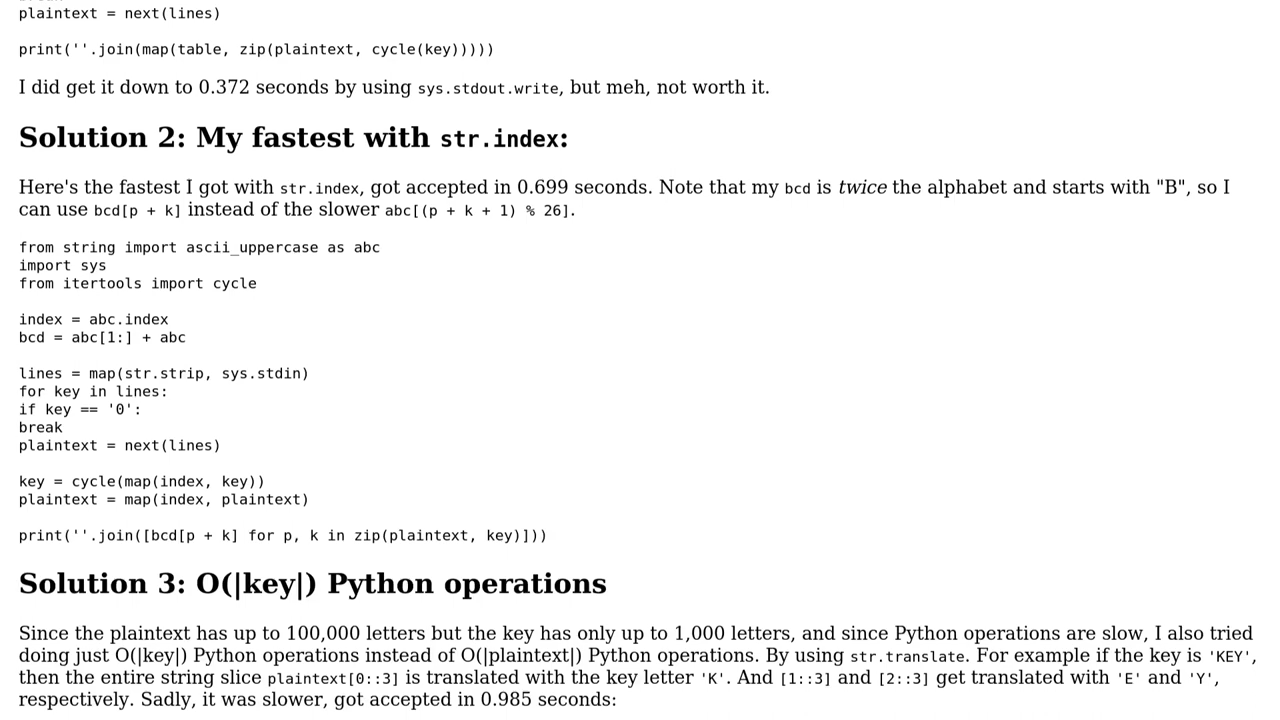 plaintext = next(lines)
print(''.join(map(table, zip(plaintext, cycle(key)))))
I did get it down to 0.372 seconds by using sys.stdout.write, but meh, not worth it.
Solution 2: My fastest with str.index:
Here's the fastest I got with str.index, got accepted in 0.699 seconds. Note that my bcd is twice the alphabet and starts with "B", so I
can use bcd[p + k] instead of the slower abc[(p + k + 1) % 26].
from string import ascii_uppercase as abc
import sys
from itertools import cycle
index = abc.index
bcd = abc[1:] + abc
lines = map(str.strip, sys.stdin)
for key in lines:
if key == '0':
break
plaintext = next(lines)
key = cycle(map(index, key))
plaintext = map(index, plaintext)
print(''.join([bcd[p + k] for p, k in zip(plaintext, key)]))
Solution 3: O(|key|) Python operations
Since the plaintext has up to 100,000 letters but the key has only up to 1,000 letters, and since Python operations are slow, I also tried
doing just O(|key|) Python operations instead of O(|plaintext|) Python operations. By using str.translate. For example if the key is 'KEY',
then the entire string slice plaintext[0::3] is translated with the key letter 'K'. And [1::3] and [2::3] get translated with 'E' and 'Y',
respectively. Sadly, it was slower, got accepted in 0.985 seconds: